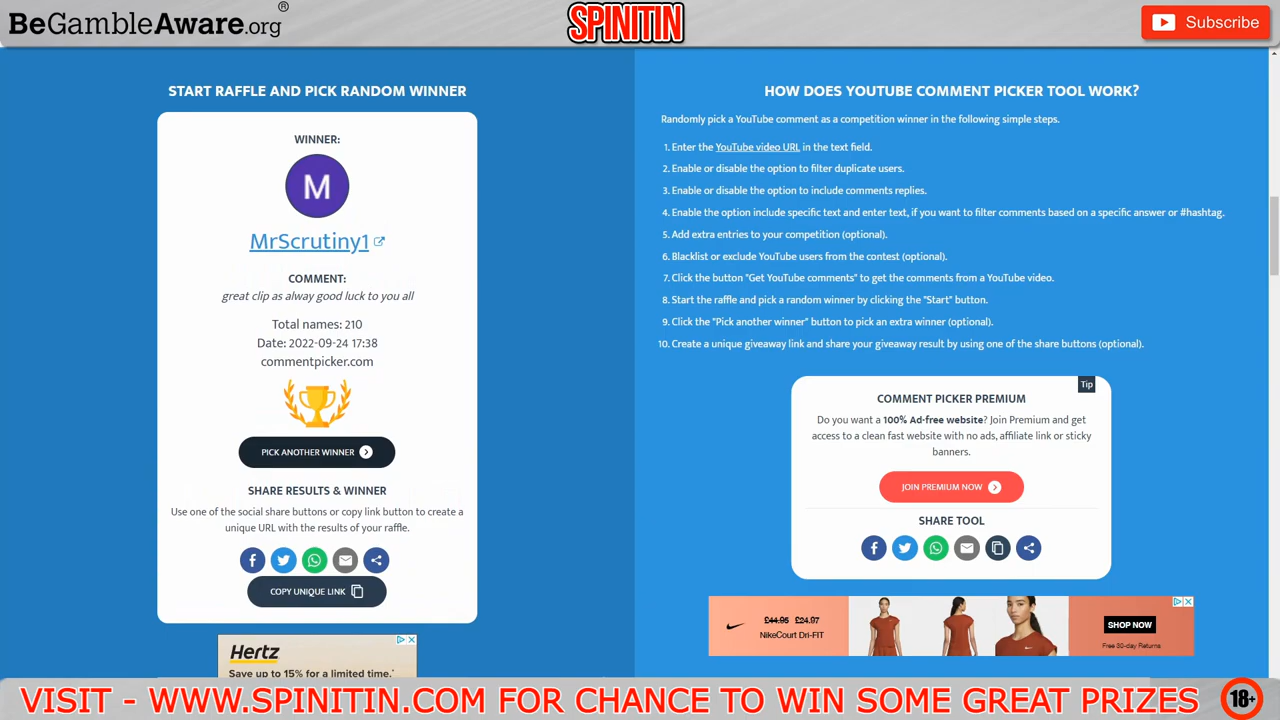 BeGambleAware.org®
SPINITIN
Subscribe
START RAFFLE AND PICK RANDOM WINNER
WINNER:
M
MrScrutiny1
COMMENT:
great clip as alway good luck to you all
Total names: 210
Date: 2022-09-24 17:38
commentpicker.com
PICK ANOTHER WINNER
SHARE RESULTS & WINNER
Use one of the social share buttons or copy link button to create a
unique URL with the results of your raffle.
COPY UNIQUE LINK
Hertz
Save up to 15% for a limited time.*
HOW DOES YOUTUBE COMMENT PICKER TOOL WORK?
Randomly pick a YouTube comment as a competition winner in the following simple steps.
1. Enter the YouTube video URL in the text field.
2. Enable or disable the option to filter duplicate users.
3. Enable or disable the option to include comments replies.
4. Enable the option include specific text and enter text, if you want to filter comments based on a specific answer or #hashtag.
5. Add extra entries to your competition (optional).
6. Blacklist or exclude YouTube users from the contest (optional).
7. Click the button "Get YouTube comments" to get the comments from a YouTube video.
8. Start the raffle and pick a random winner by clicking the "Start" button.
9. Click the "Pick another winner" button to pick an extra winner (optional).
10. Create a unique giveaway link and share your giveaway result by using one of the share buttons (optional).
Tip
COMMENT PICKER PREMIUM
Do you want a 100% Ad-free website? Join Premium and get
access to a clean fast website with no ads, affiliate link or sticky
banners.
JOIN PREMIUM NOW
SHARE TOOL
£44.95 £24.97
NikeCourt Dri-FIT
SHOP NOW
Free 30-day Returns
VISIT - WWW.SPINITIN.COM FOR CHANCE TO WIN SOME GREAT PRIZES
18+